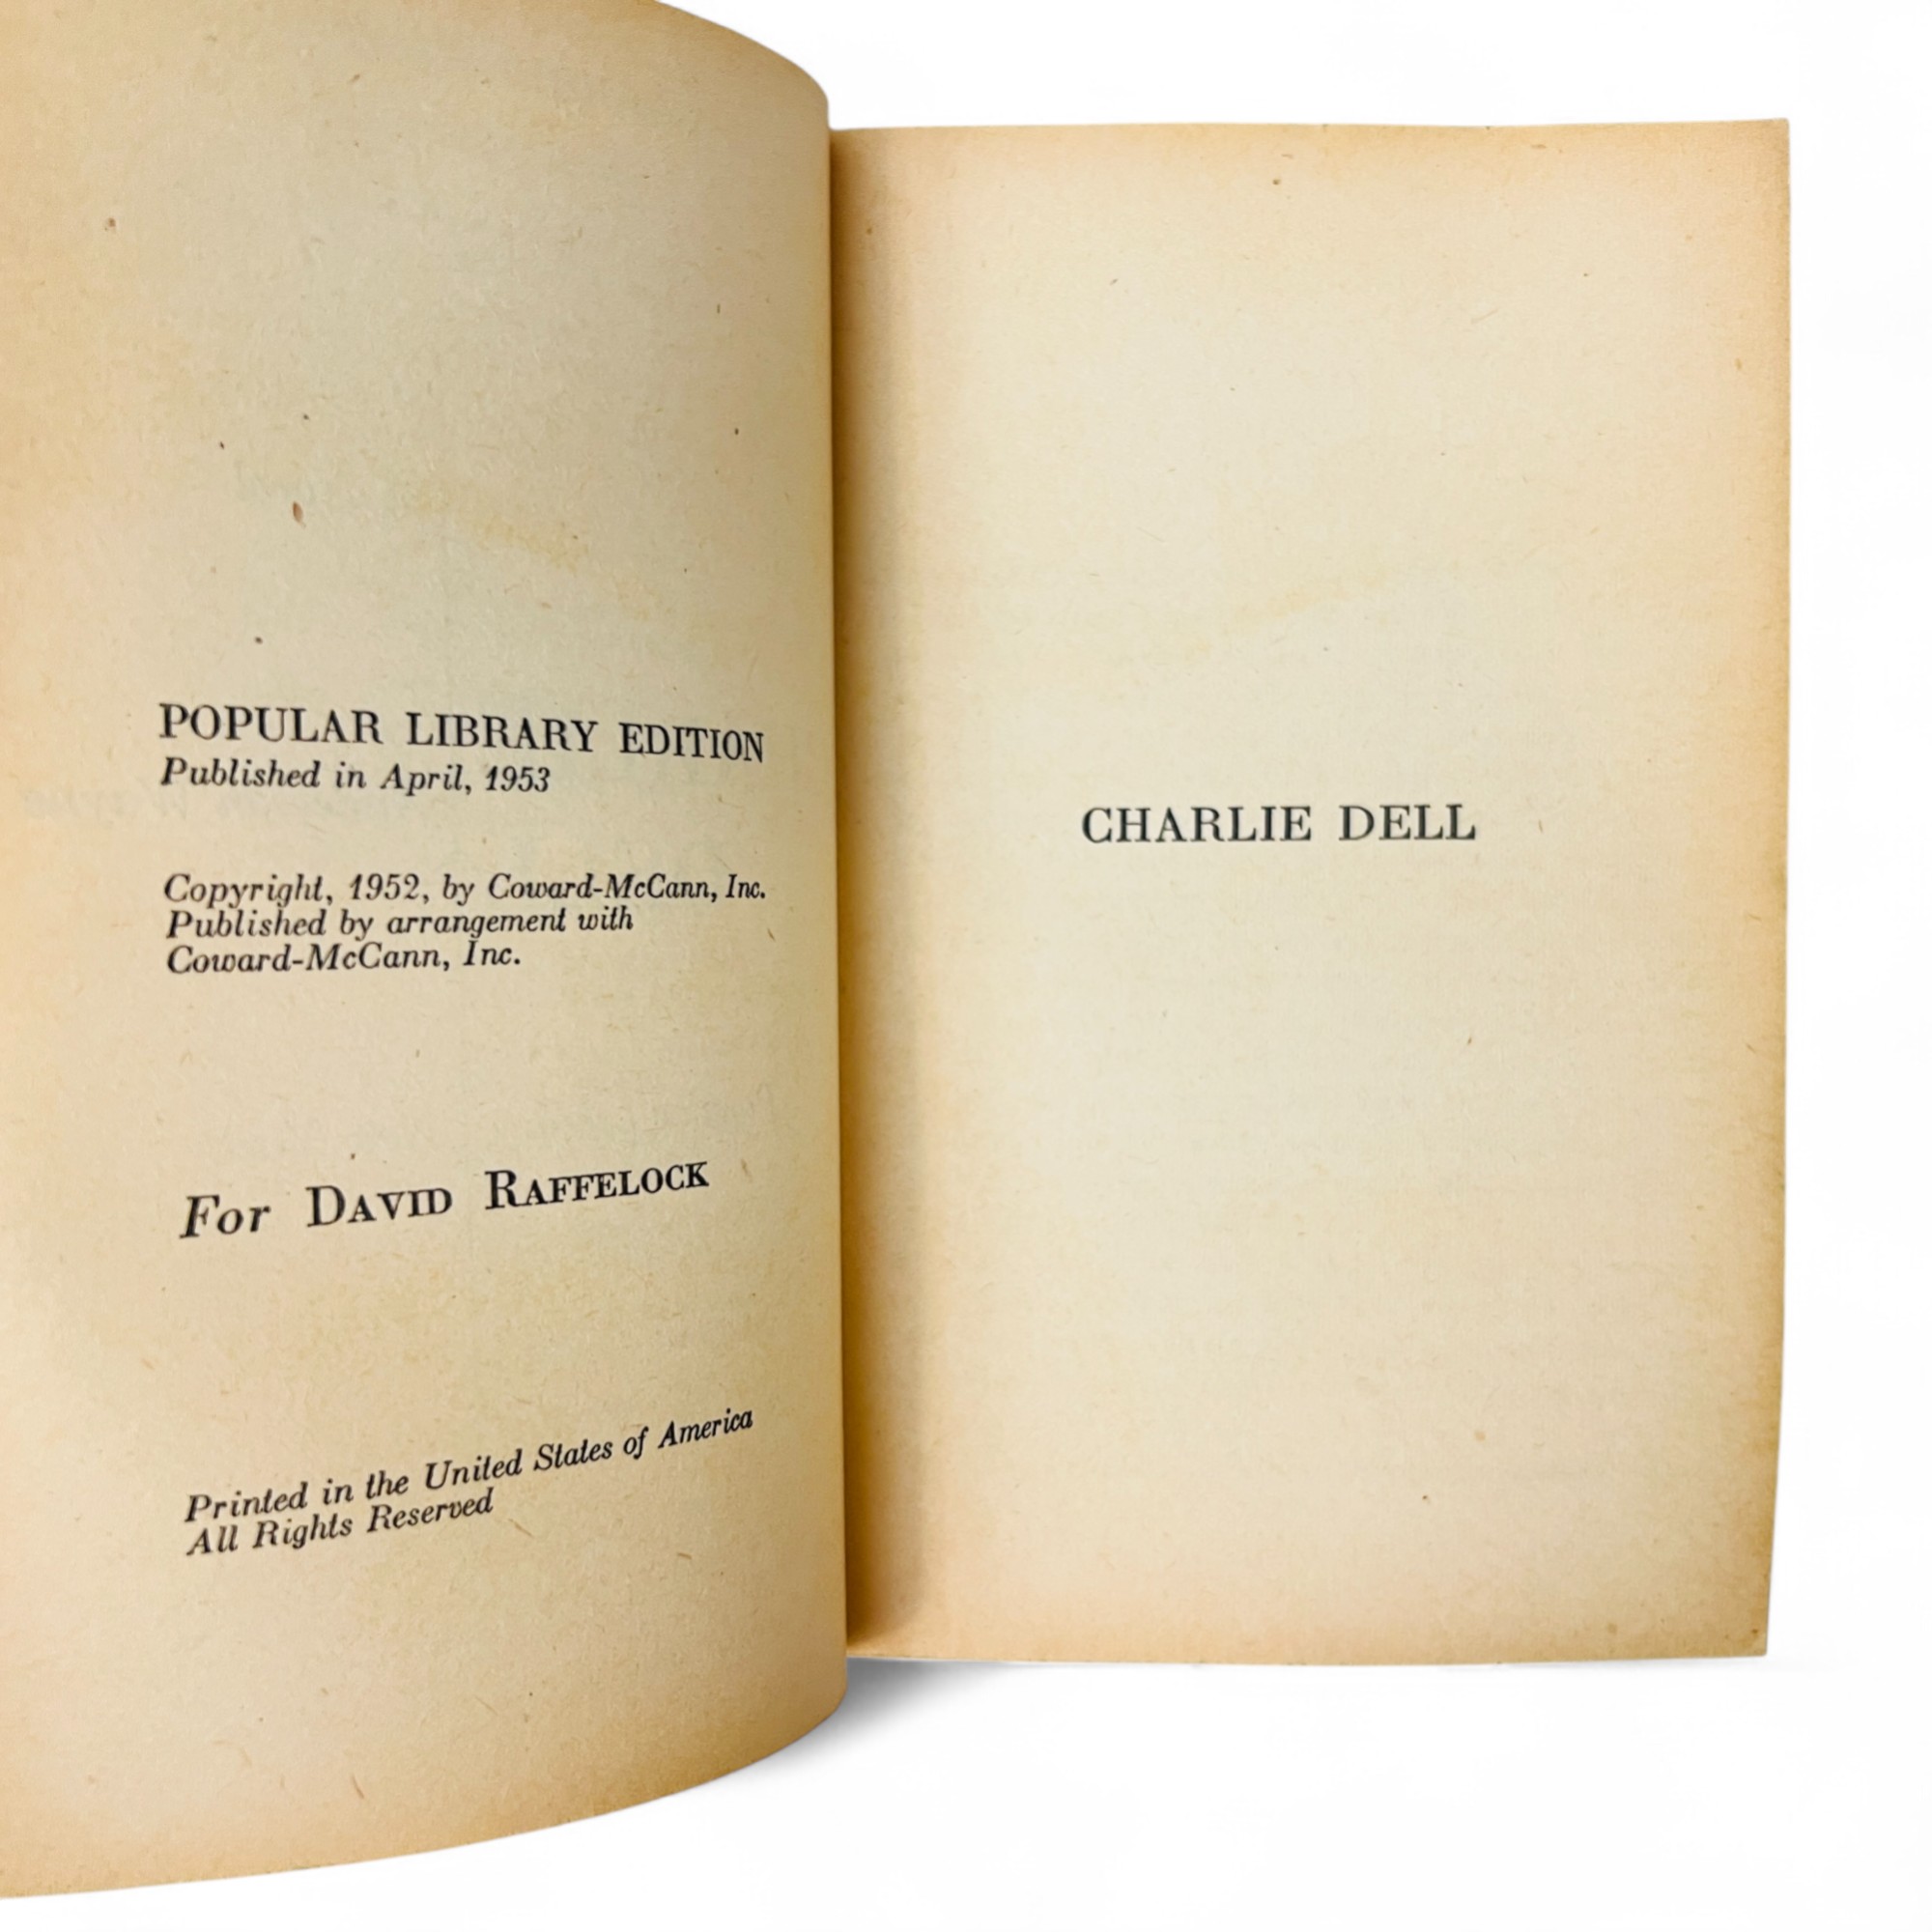 POPULAR LIBRARY EDITION
Published in April, 1953
Copyright, 1952, by Coward-McCann, Inc.
Published by arrangement with
Coward-McCann, Inc.
For DAVID RAFFELOCK
Printed in the United States of America
All Rights Reserved
CHARLIE DELL